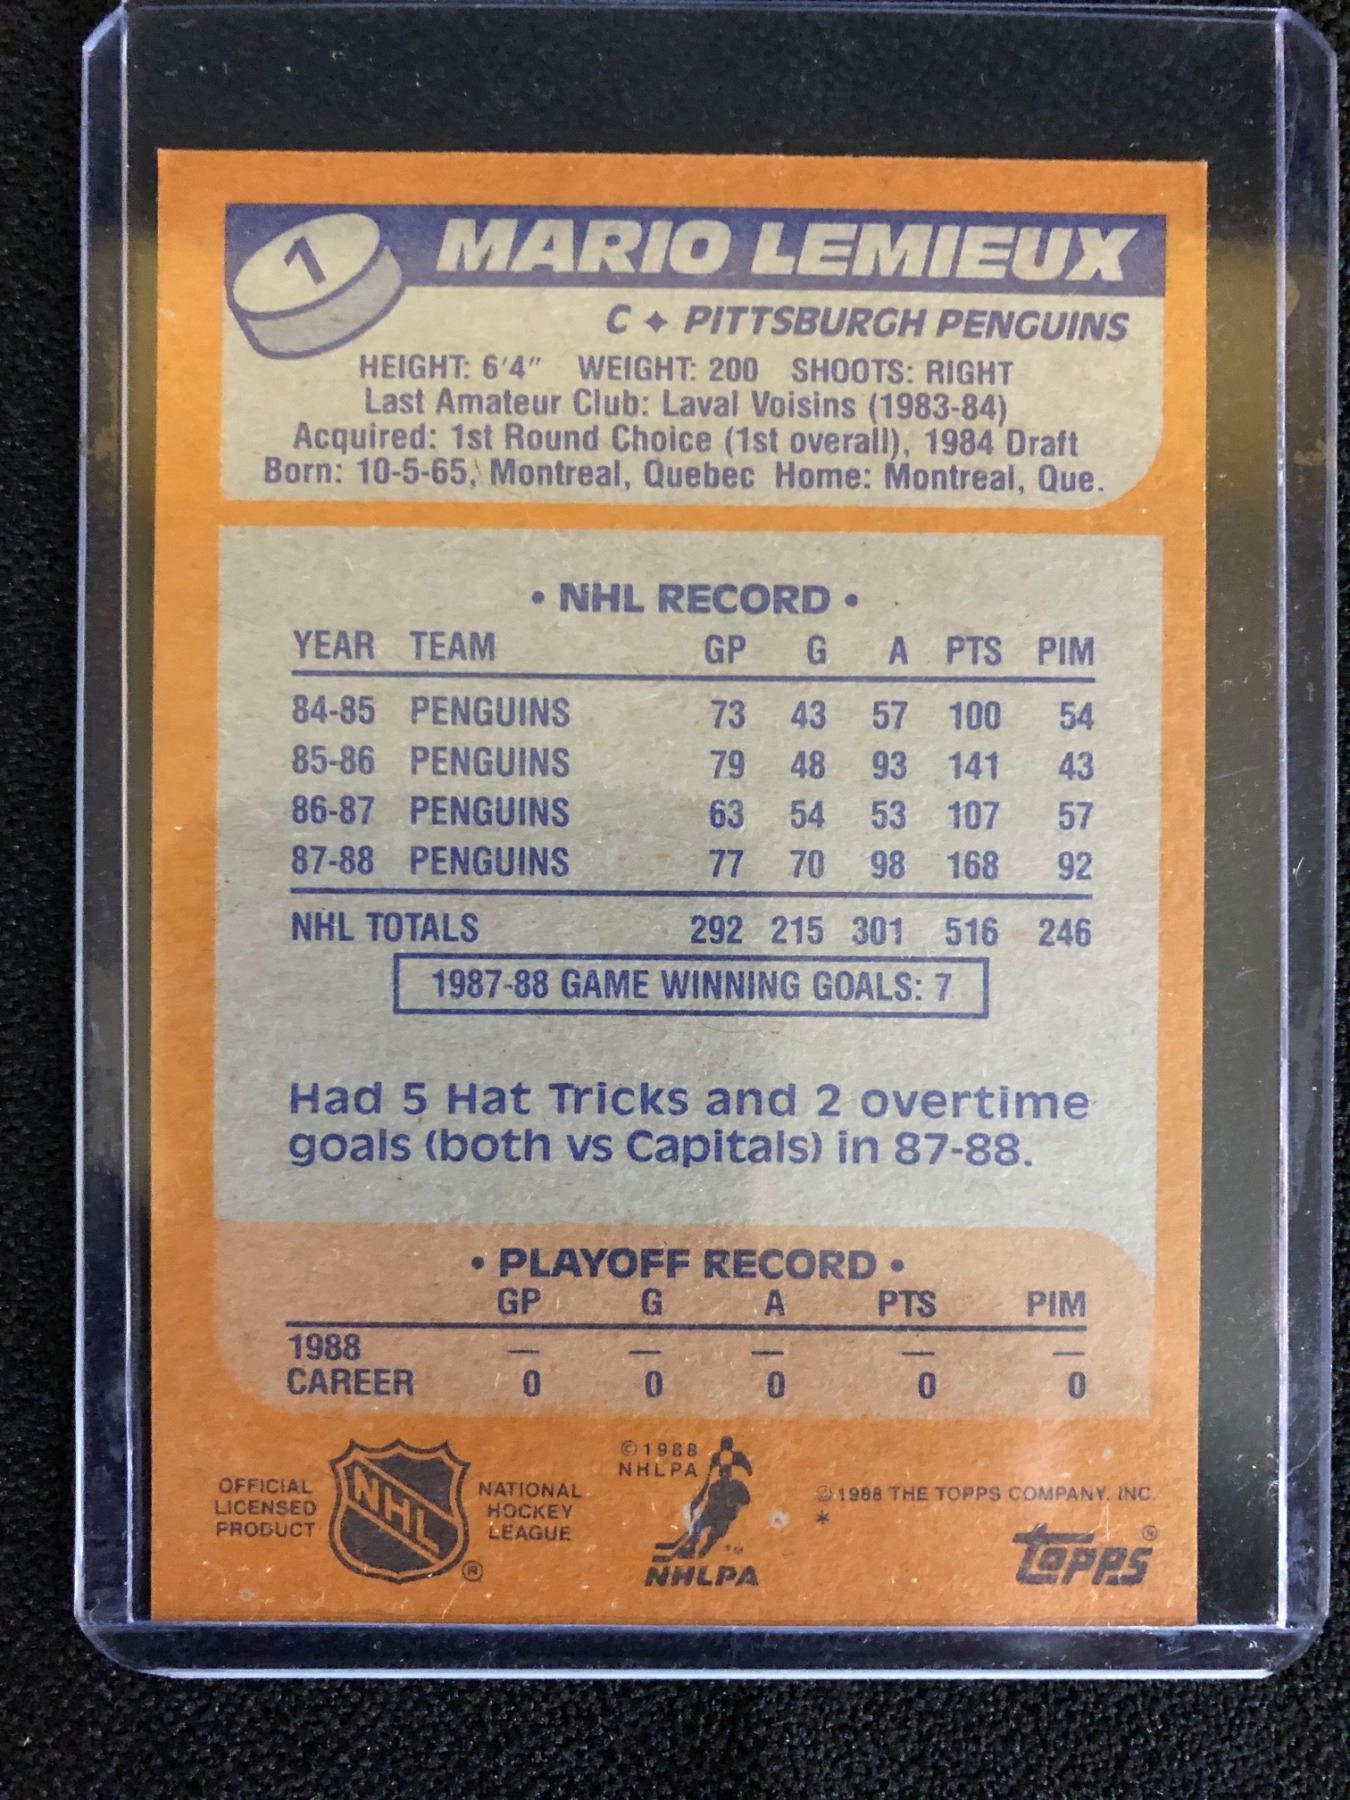 1
MARIO LEMIEUX
C ✦ PITTSBURGH PENGUINS
HEIGHT: 6'4" WEIGHT: 200 SHOOTS: RIGHT
Last Amateur Club: Laval Voisins (1983-84)
Acquired: 1st Round Choice (1st overall), 1984 Draft
Born: 10-5-65, Montreal, Quebec Home: Montreal, Que.
• NHL RECORD •
YEAR TEAM GP G A PTS PIM
84-85 PENGUINS 73 43 57 100 54
85-86 PENGUINS 79 48 93 141 43
86-87 PENGUINS 63 54 53 107 57
87-88 PENGUINS 77 70 98 168 92
NHL TOTALS 292 215 301 516 246
1987-88 GAME WINNING GOALS: 7
Had 5 Hat Tricks and 2 overtime
goals (both vs Capitals) in 87-88.
• PLAYOFF RECORD •
GP G A PTS PIM
1988 — — — — —
CAREER 0 0 0 0 0
OFFICIAL
LICENSED
PRODUCT
NHL
®
NATIONAL
HOCKEY
LEAGUE
© 1988
NHLPA
TM
NHLPA
© 1988 THE TOPPS COMPANY, INC.
*
TOPPS ®